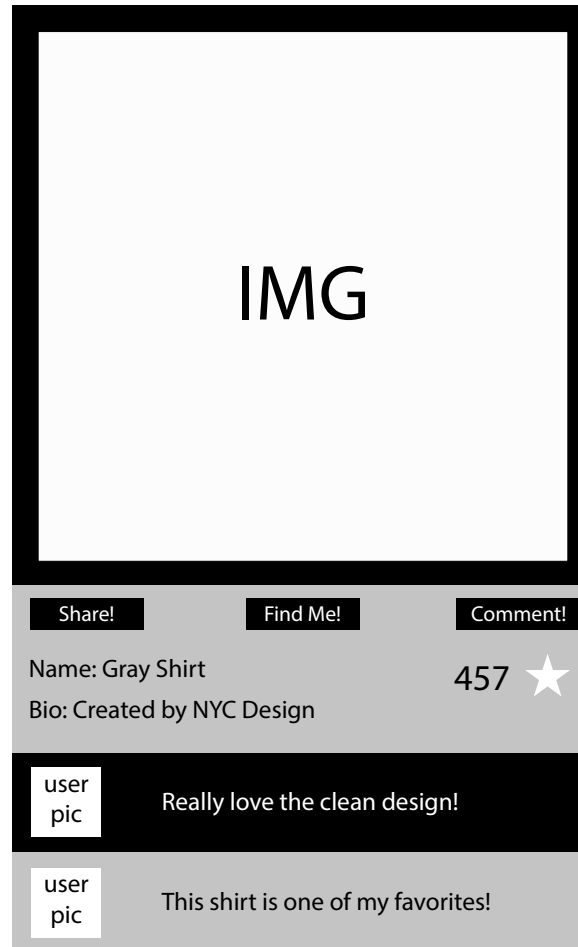 IMG
Share!
Find Me!
Comment!
Name: Gray Shirt
457
Bio: Created by NYC Design
user
pic
Really love the clean design!
user
pic
This shirt is one of my favorites!